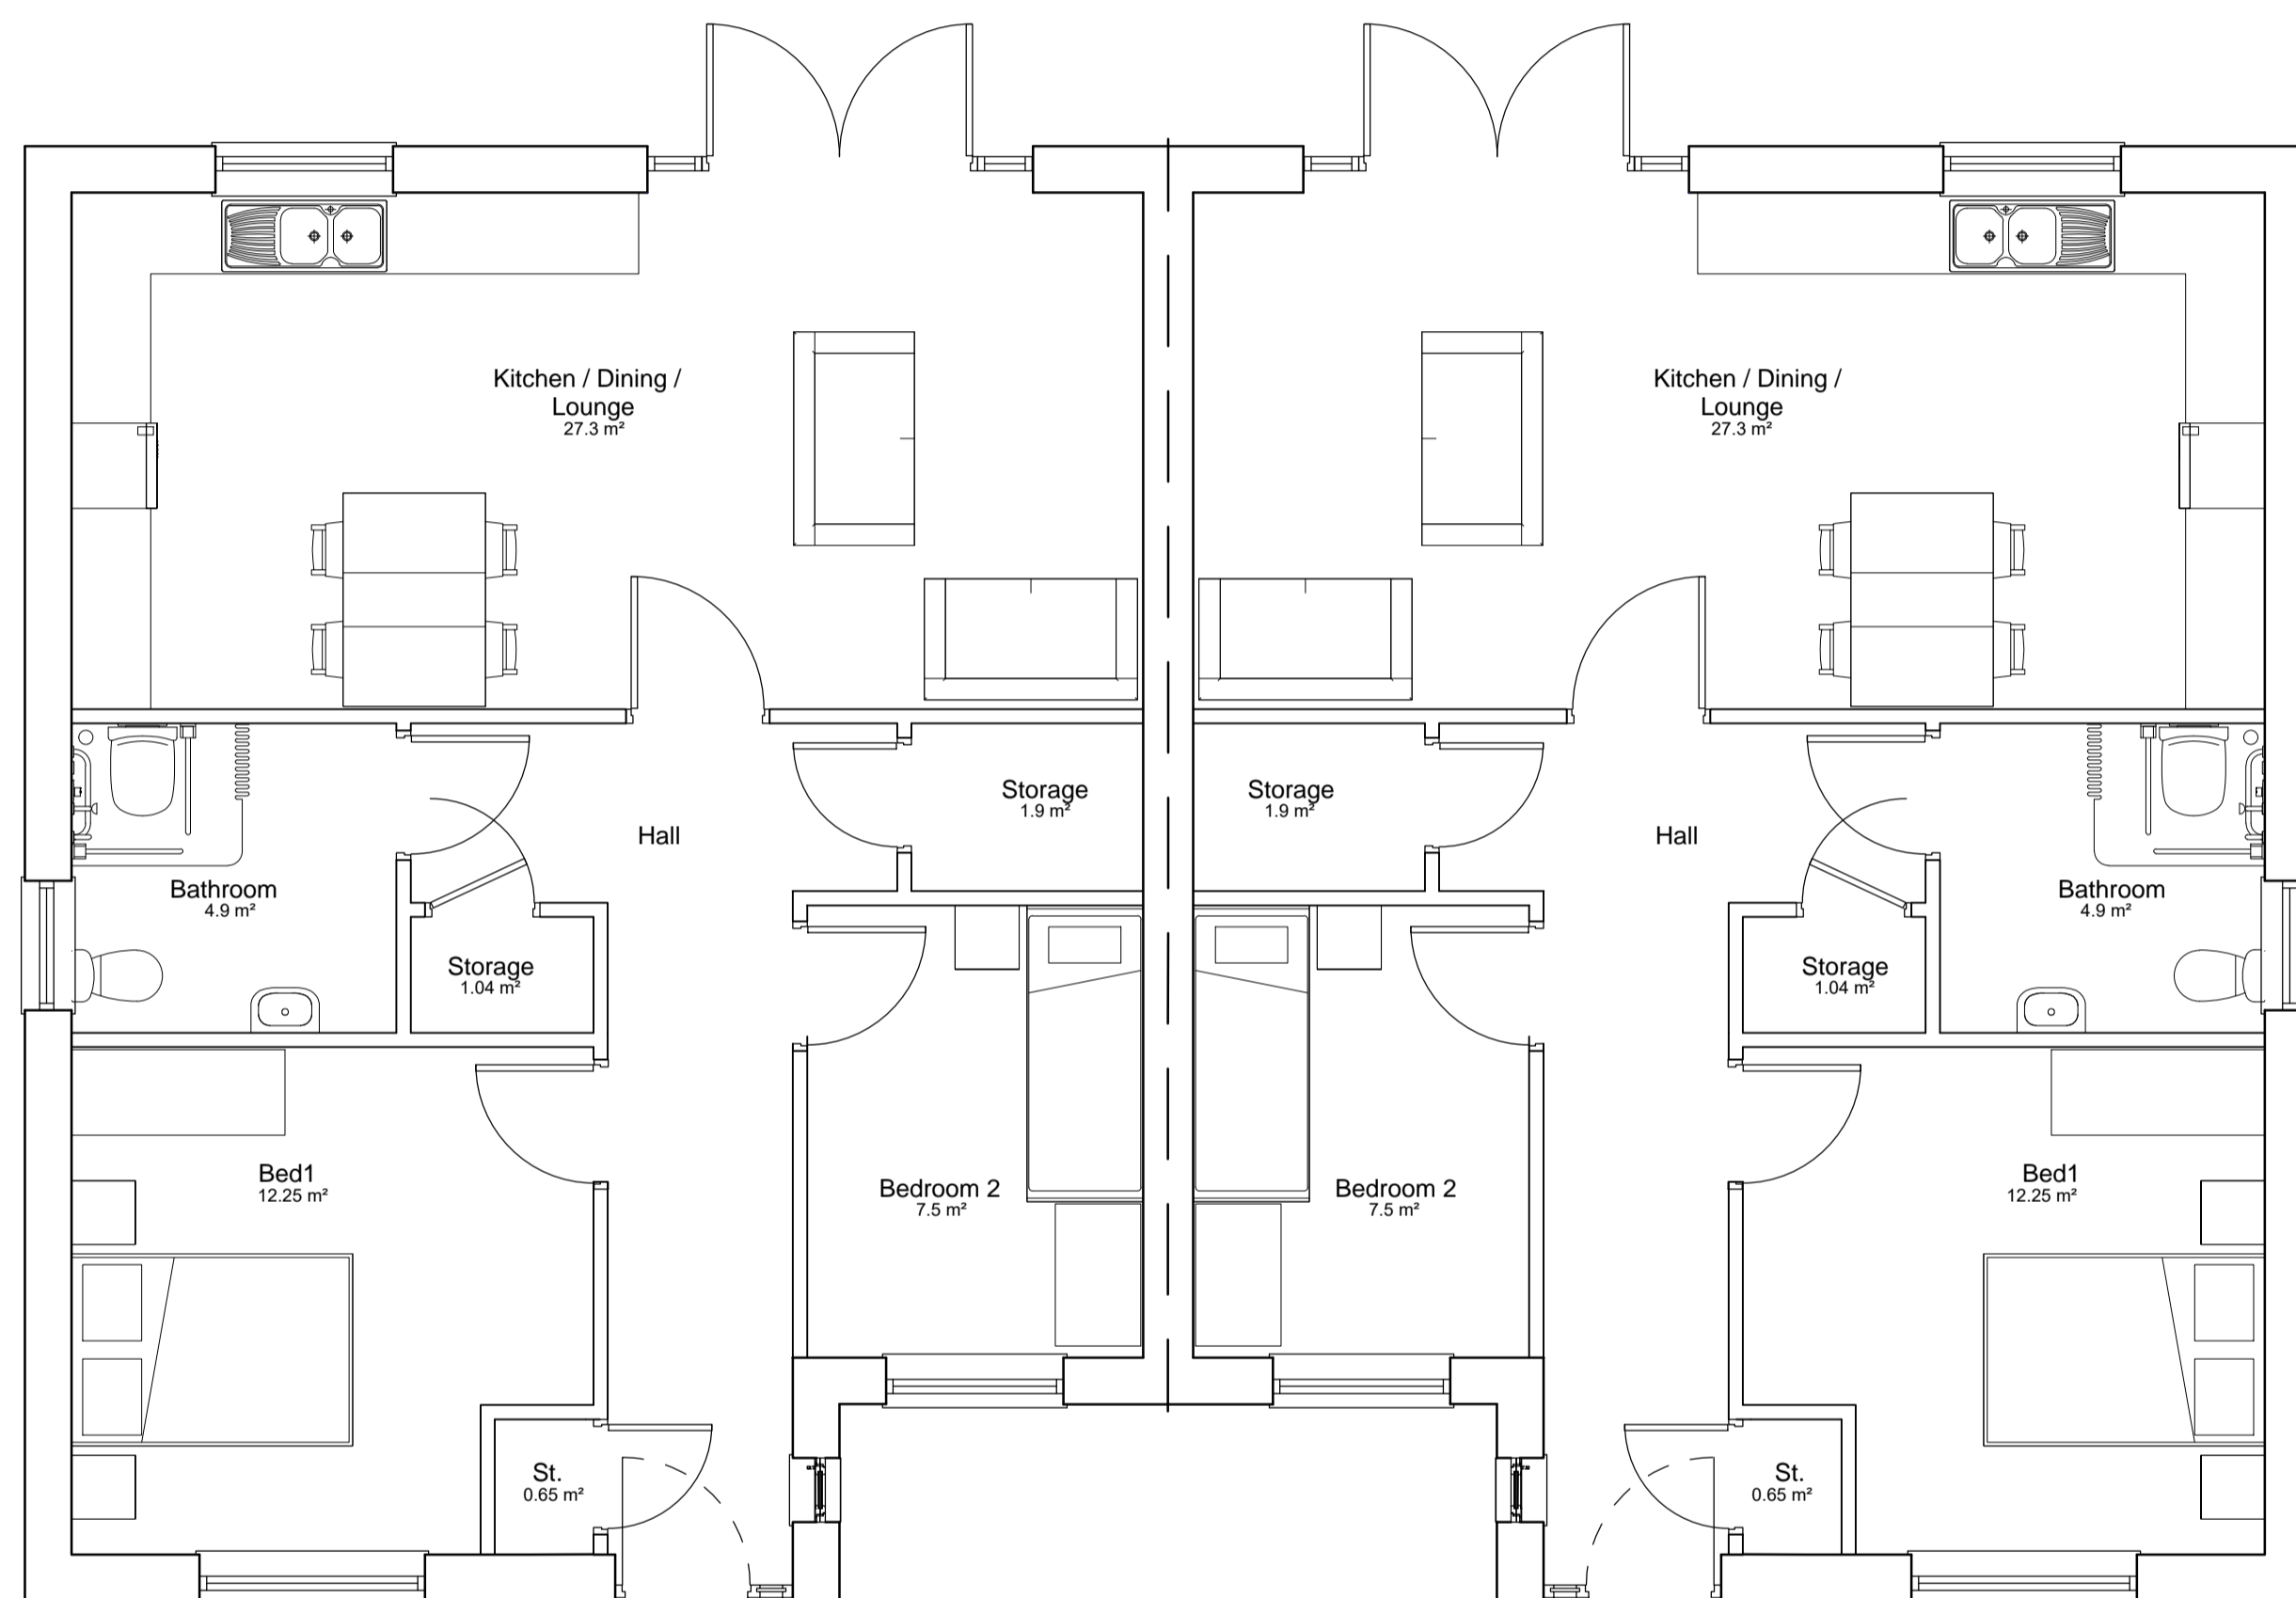 Kitchen / Dining /
Lounge
27.3 m²
Kitchen / Dining /
Lounge
27.3 m²
Storage
1.9 m²
Storage
1.9 m²
Hall
Hall
Bathroom
4.9 m²
Bathroom
4.9 m²
Storage
1.04 m²
Storage
1.04 m²
Bed1
12.25 m²
Bedroom 2
7.5 m²
Bedroom 2
7.5 m²
Bed1
12.25 m²
St.
0.65 m²
St.
0.65 m²